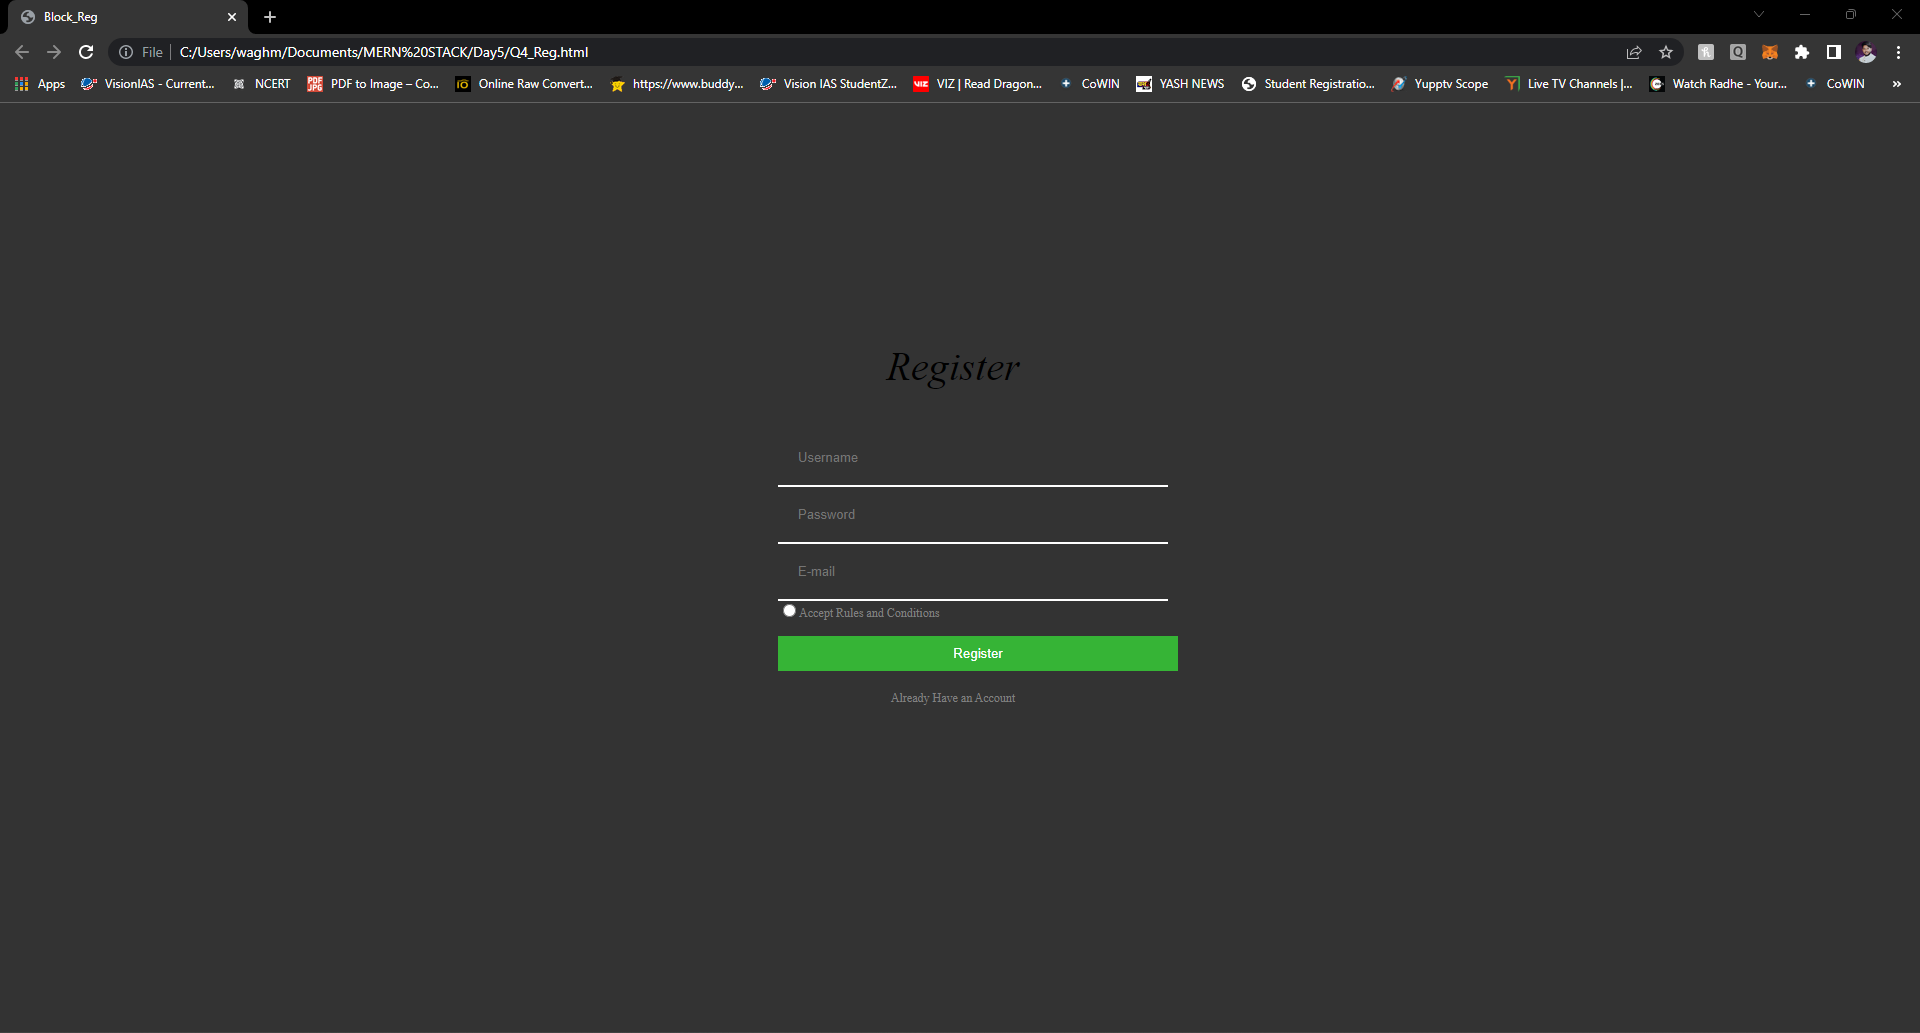 Block_Reg
File C:/Users/waghm/Documents/MERN%20STACK/Day5/Q4_Reg.html
Apps VisionIAS - Current... NCERT PDF to Image – Co... Online Raw Convert... https://www.buddy... Vision IAS StudentZ... VIZ | Read Dragon... CoWIN YASH NEWS Student Registratio... Yupptv Scope Live TV Channels |... Watch Radhe - Your... CoWIN »
Register
Username
Password
E-mail
Accept Rules and Conditions
Register
Already Have an Account